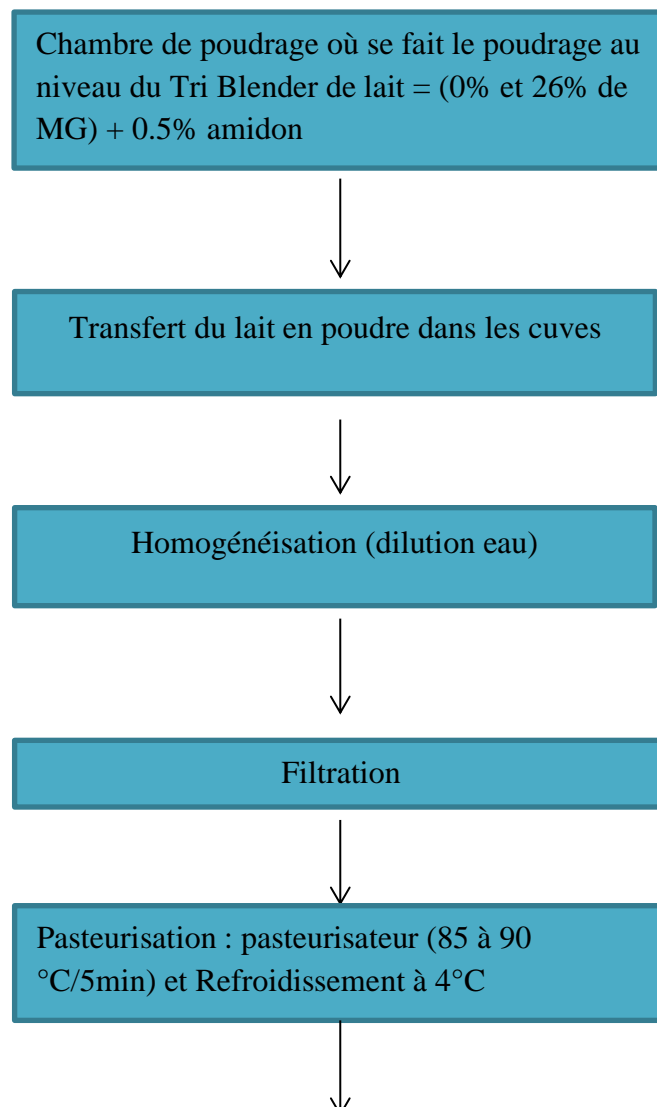 Chambre de poudrage où se fait le poudrage au
niveau du Tri Blender de lait = (0% et 26% de
MG) + 0.5% amidon
Transfert du lait en poudre dans les cuves
Homogénéisation (dilution eau)
Filtration
Pasteurisation : pasteurisateur (85 à 90
°C/5min) et Refroidissement à 4°C